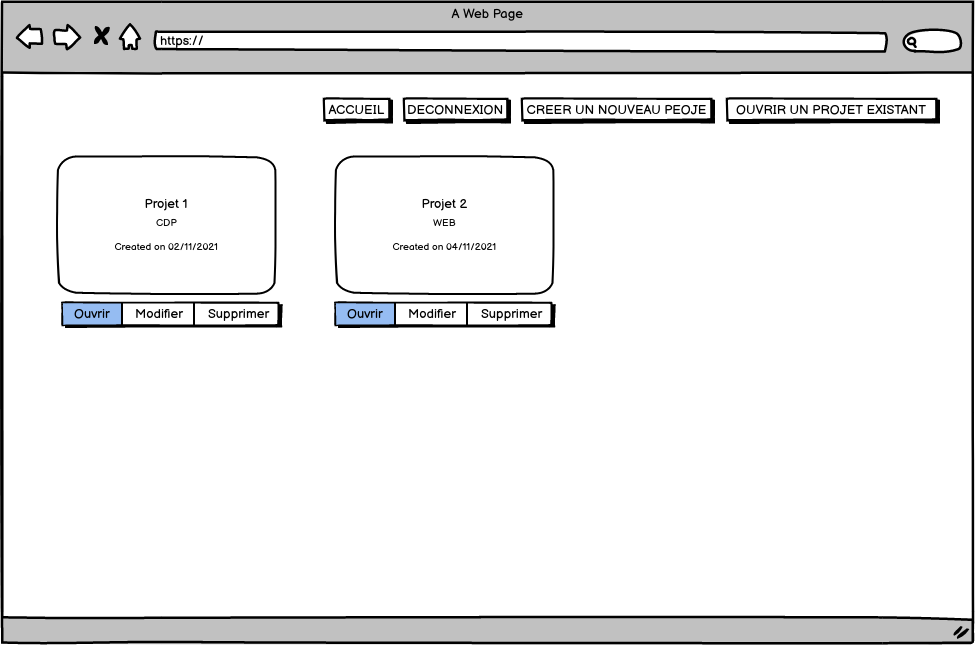 A Web Page
https://
ACCUEIL DECONNEXION CREER UN NOUVEAU PEOJE OUVRIR UN PROJET EXISTANT
Projet 1
CDP
Created on 02/11/2021
Ouvrir Modifier Supprimer
Projet 2
WEB
Created on 04/11/2021
Ouvrir Modifier Supprimer